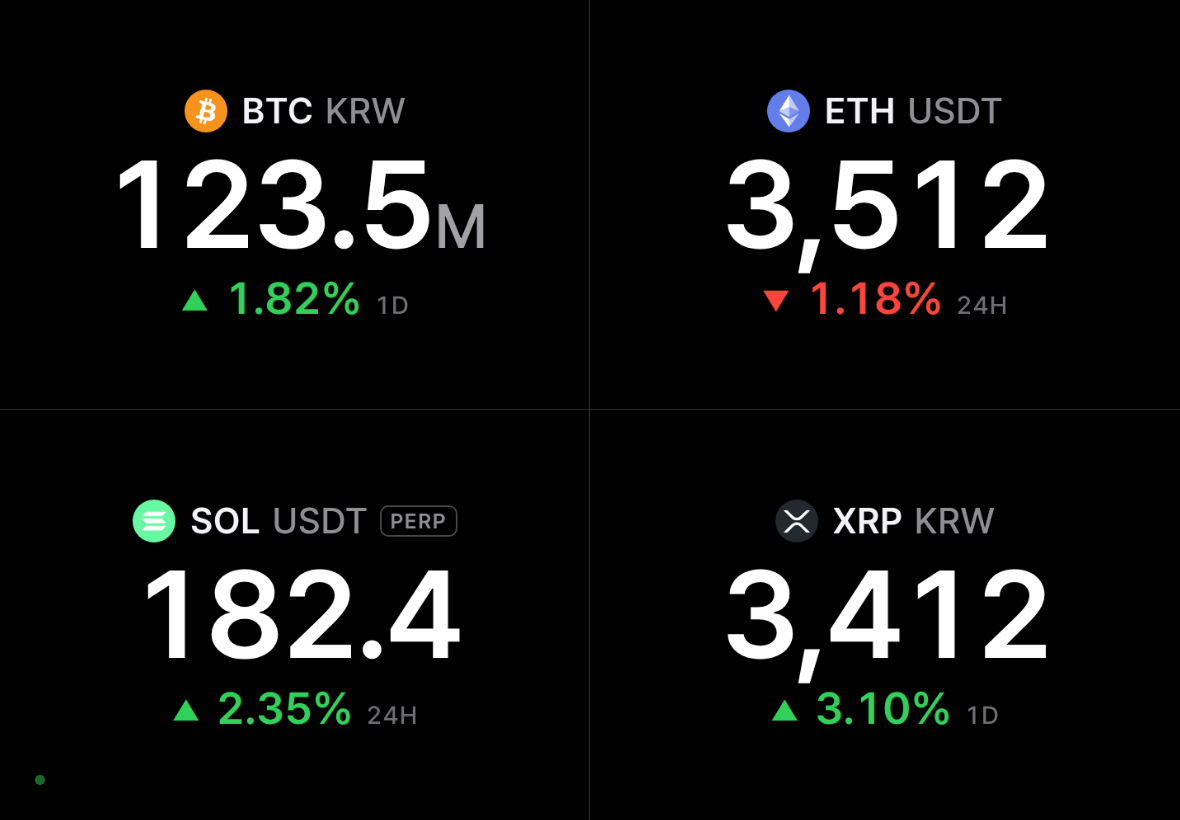 BTC KRW
123.5M
▲ 1.82% 1D
ETH USDT
3,512
▼ 1.18% 24H
SOL USDT PERP
182.4
▲ 2.35% 24H
XRP KRW
3,412
▲ 3.10% 1D